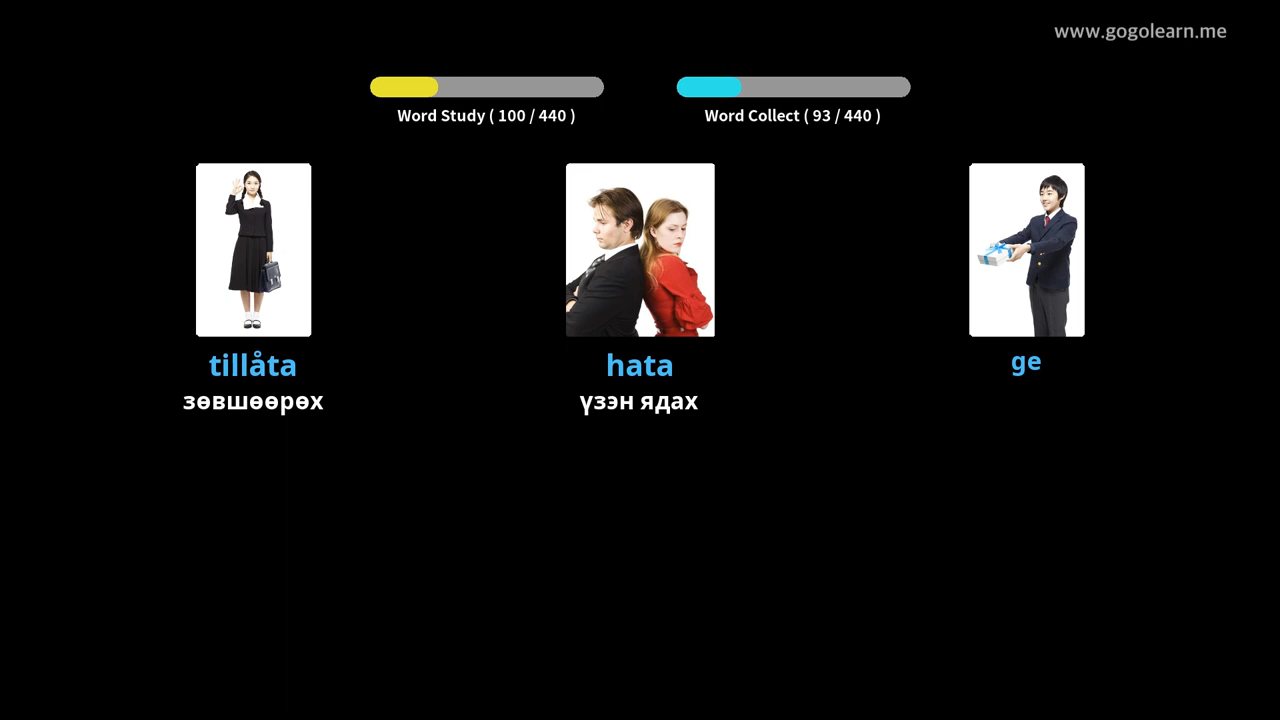 www.gogolearn.me
Word Study ( 100 / 440 )
Word Collect ( 93 / 440 )
tillåta
зөвшөөрөх
hata
үзэн ядах
ge